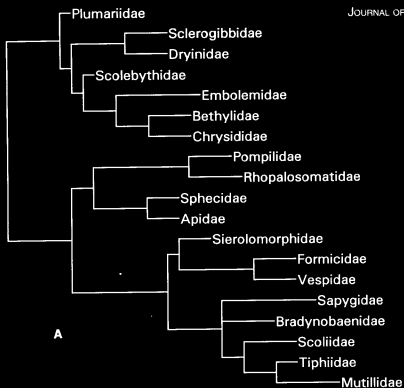 Plumariidae
JOURNAL OF
Sclerogibbidae
Dryinidae
Scolebythidae
Embolemidae
Bethylidae
Chrysididae
Pompilidae
Rhopalosomatidae
Sphecidae
Apidae
Sierolomorphidae
Formicidae
Vespidae
Sapygidae
Bradynobaenidae
A
Scoliidae
Tiphiidae
Mutillidae